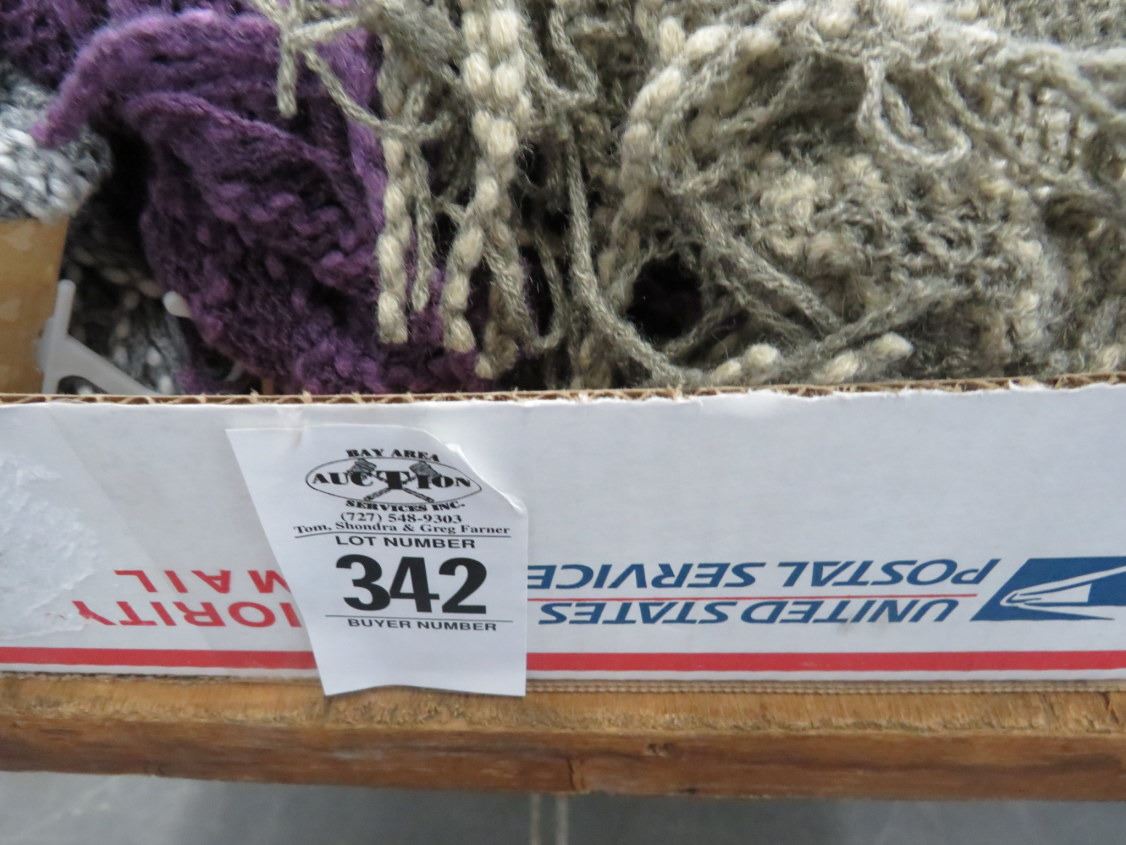 BAY AREA
AUCTION
SERVICES INC.
(727) 548-9303
Tom, Shondra & Greg Farner
LOT NUMBER
342
BUYER NUMBER
UNITED STATES
POSTAL SERVICE
IORITY
MAIL